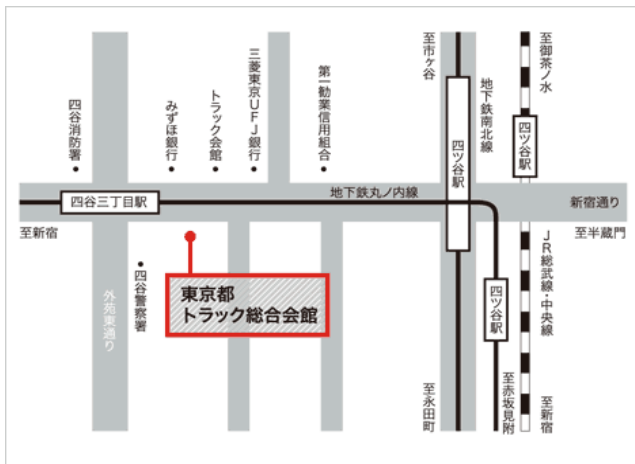 四谷消防署
みずほ銀行
トラック会館
三菱東京UFJ銀行
第一勧業信用組合
至市ヶ谷
四ツ谷駅
地下鉄南北線
至御茶ノ水
四ツ谷駅
四谷三丁目駅
地下鉄丸ノ内線
新宿通り
至新宿
至半蔵門
外苑東通り
四谷警察署
東京都
トラック総合会館
四ツ谷駅
JR総武線・中央線
至永田町
至赤坂見附
至新宿